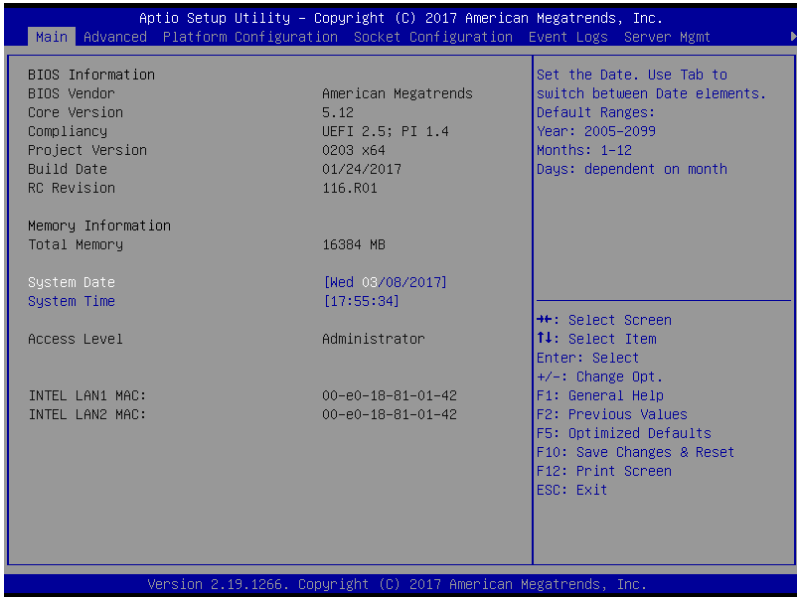 Aptio Setup Utility – Copyright (C) 2017 American Megatrends, Inc.
Main Advanced Platform Configuration Socket Configuration Event Logs Server Mgmt
BIOS Information
BIOS Vendor American Megatrends
Core Version 5.12
Compliancy UEFI 2.5; PI 1.4
Project Version 0203 x64
Build Date 01/24/2017
RC Revision 116.R01
Memory Information
Total Memory 16384 MB
System Date [Wed 03/08/2017]
System Time [17:55:34]
Access Level Administrator
INTEL LAN1 MAC: 00-e0-18-81-01-42
INTEL LAN2 MAC: 00-e0-18-81-01-42
Set the Date. Use Tab to
switch between Date elements.
Default Ranges:
Year: 2005-2099
Months: 1-12
Days: dependent on month
→←: Select Screen
↑↓: Select Item
Enter: Select
+/-: Change Opt.
F1: General Help
F2: Previous Values
F5: Optimized Defaults
F10: Save Changes & Reset
F12: Print Screen
ESC: Exit
Version 2.19.1266. Copyright (C) 2017 American Megatrends, Inc.